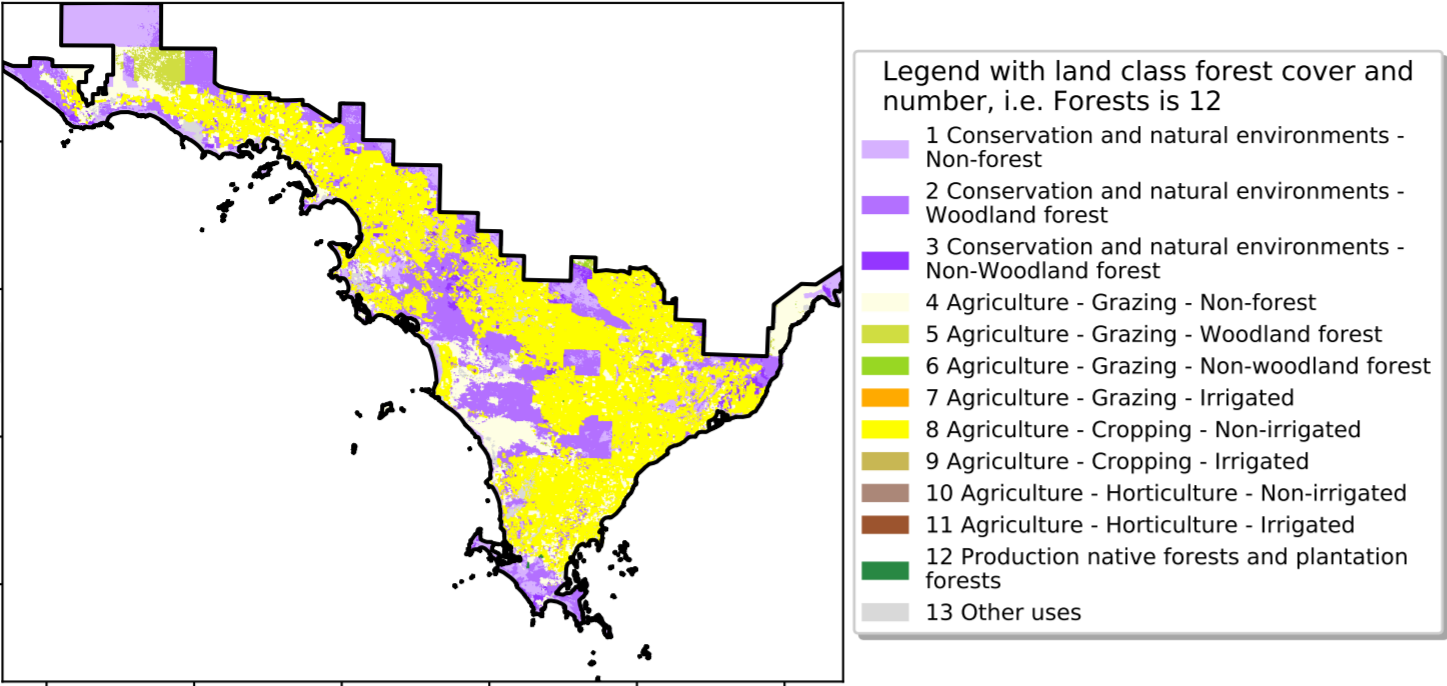 Legend with land class forest cover and
number, i.e. Forests is 12
1 Conservation and natural environments -
Non-forest
2 Conservation and natural environments -
Woodland forest
3 Conservation and natural environments -
Non-Woodland forest
4 Agriculture - Grazing - Non-forest
5 Agriculture - Grazing - Woodland forest
6 Agriculture - Grazing - Non-woodland forest
7 Agriculture - Grazing - Irrigated
8 Agriculture - Cropping - Non-irrigated
9 Agriculture - Cropping - Irrigated
10 Agriculture - Horticulture - Non-irrigated
11 Agriculture - Horticulture - Irrigated
12 Production native forests and plantation
forests
13 Other uses